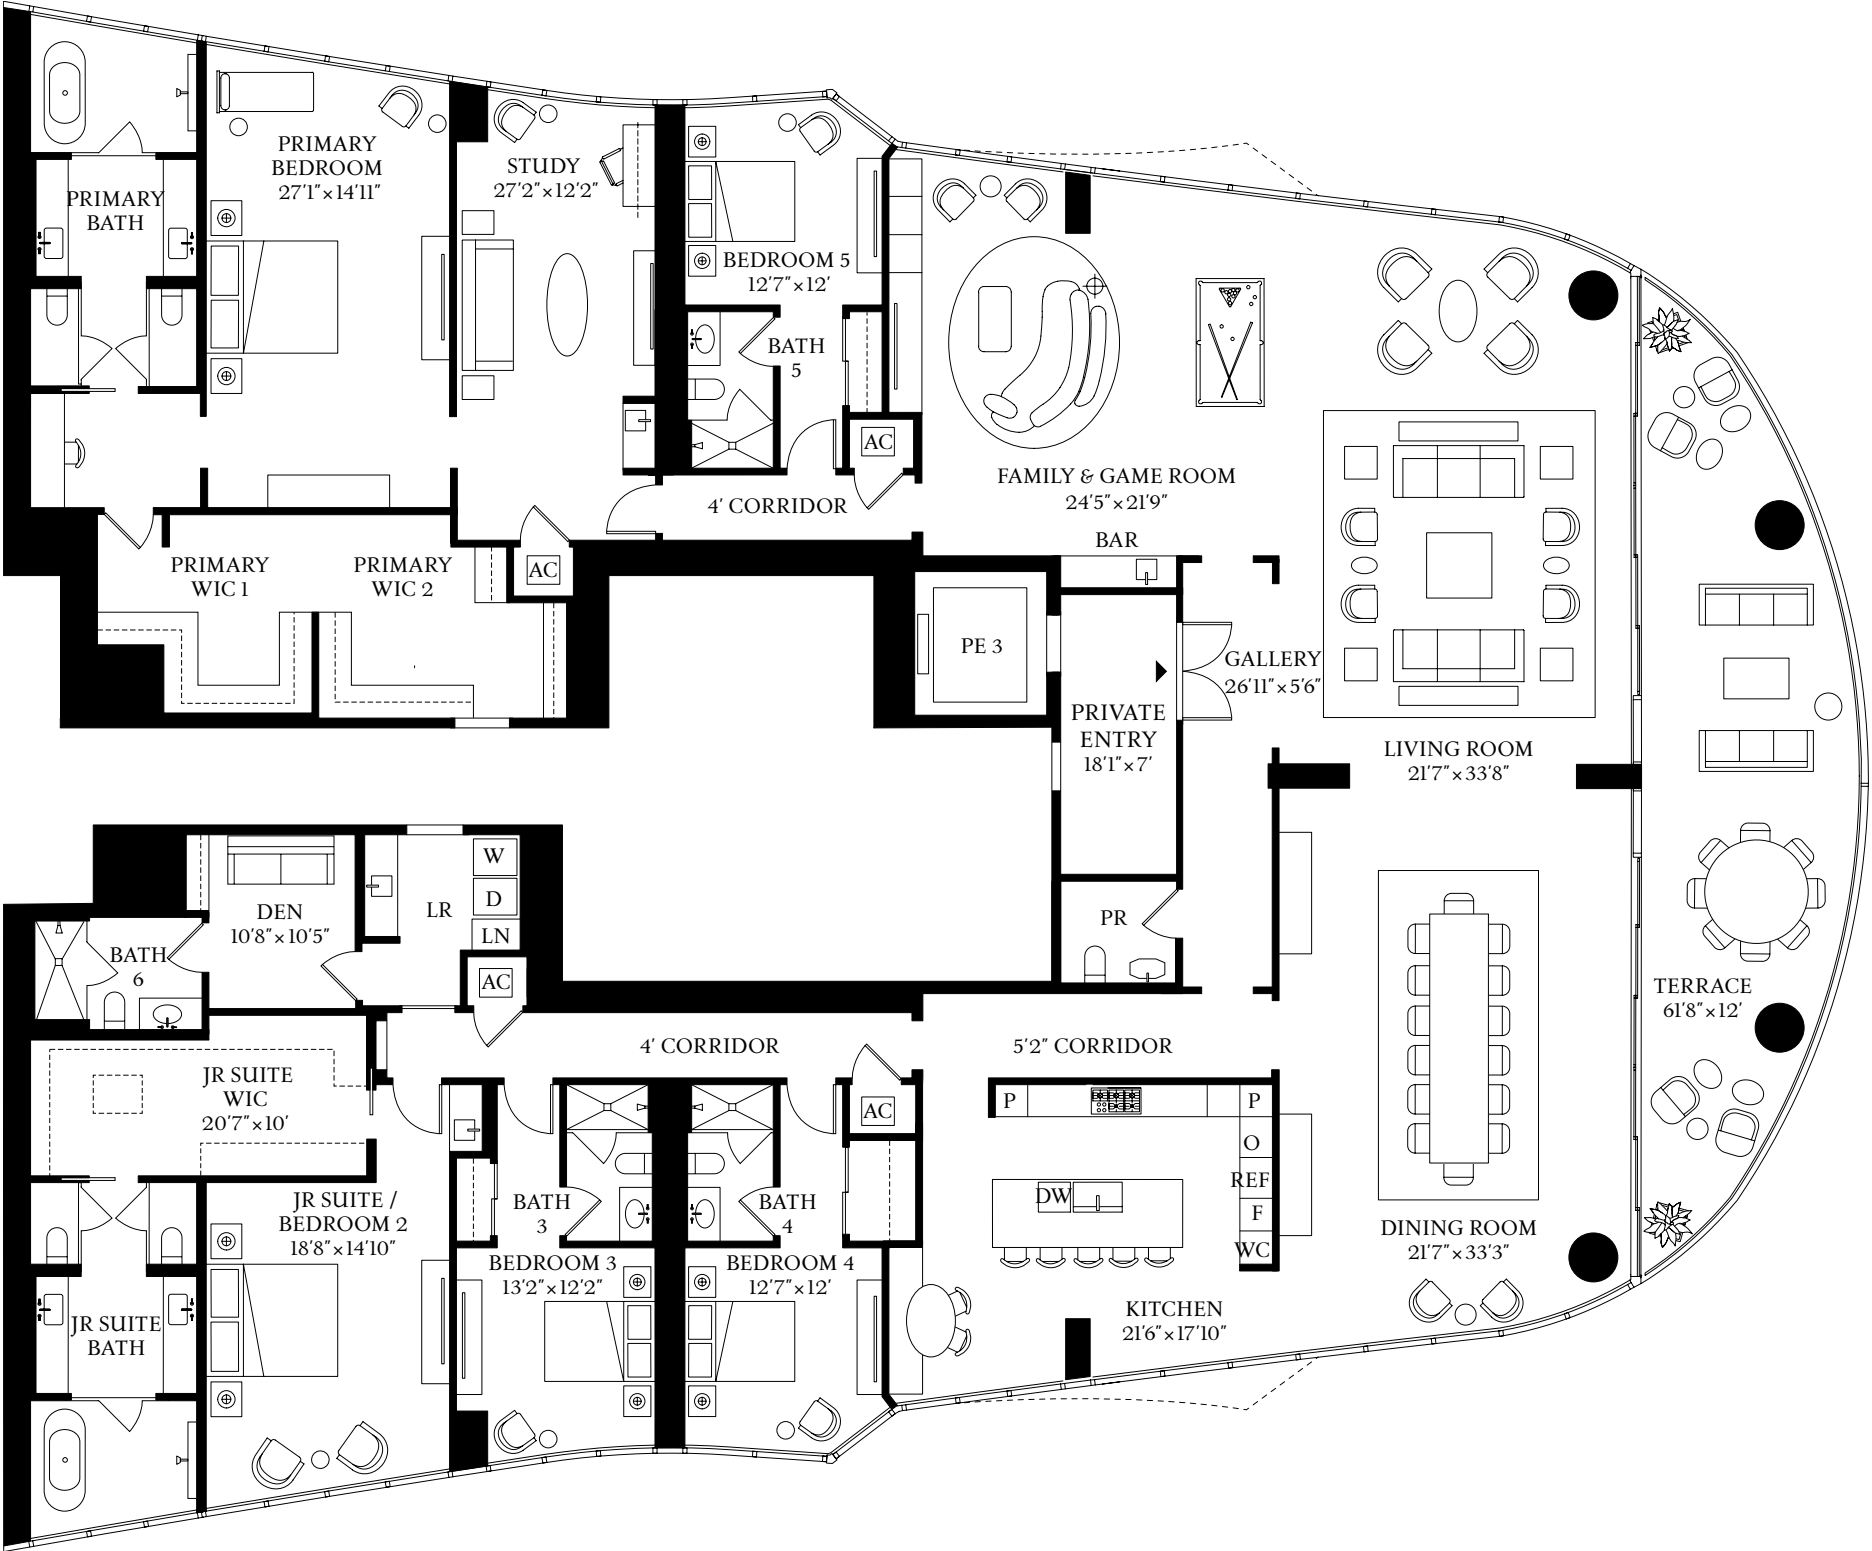 PRIMARY
BEDROOM
27'1"×14'11"
STUDY
27'2"×12'2"
PRIMARY
BATH
BEDROOM 5
12'7"×12'
BATH
5
AC
FAMILY & GAME ROOM
24'5"×21'9"
4' CORRIDOR
BAR
PRIMARY
WIC 1
PRIMARY
WIC 2
AC
PE 3
GALLERY
26'11"×5'6"
PRIVATE
ENTRY
18'1"×7'
LIVING ROOM
21'7"×33'8"
W
D
LN
LR
DEN
10'8"×10'5"
PR
BATH
6
AC
TERRACE
61'8"×12'
4' CORRIDOR
5'2" CORRIDOR
JR SUITE
WIC
20'7"×10'
AC
P
P
O
REF
F
WC
DW
JR SUITE /
BEDROOM 2
18'8"×14'10"
BATH
3
BATH
4
DINING ROOM
21'7"×33'3"
BEDROOM 3
13'2"×12'2"
BEDROOM 4
12'7"×12'
KITCHEN
21'6"×17'10"
JR SUITE
BATH